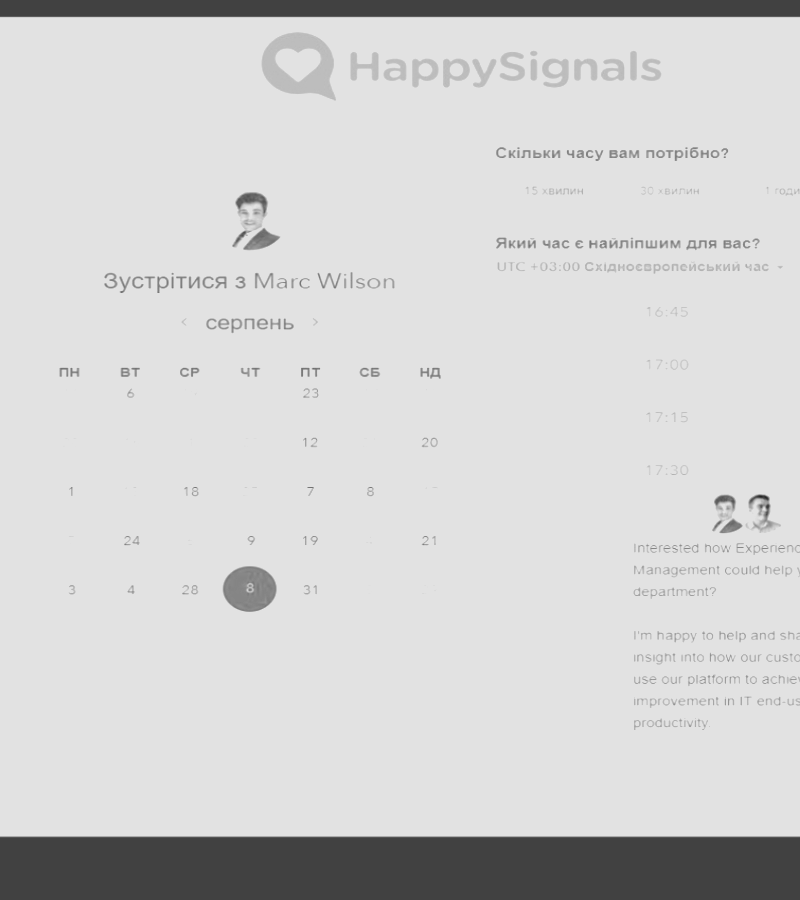 HappySignals
Зустрітися з Marc Wilson
‹ серпень ›
ПН ВТ СР ЧТ ПТ СБ НД
6 23
12 20
1 18 7 8
24 9 19 21
3 4 28 8 31
Скільки часу вам потрібно?
15 хвилин 30 хвилин 1 годи
Який час є найліпшим для вас?
UTC +03:00 Східноєвропейський час
16:45
17:00
17:15
17:30
Interested how Experienc
Management could help y
department?
I'm happy to help and sha
insight into how our custo
use our platform to achiev
improvement in IT end-us
productivity.